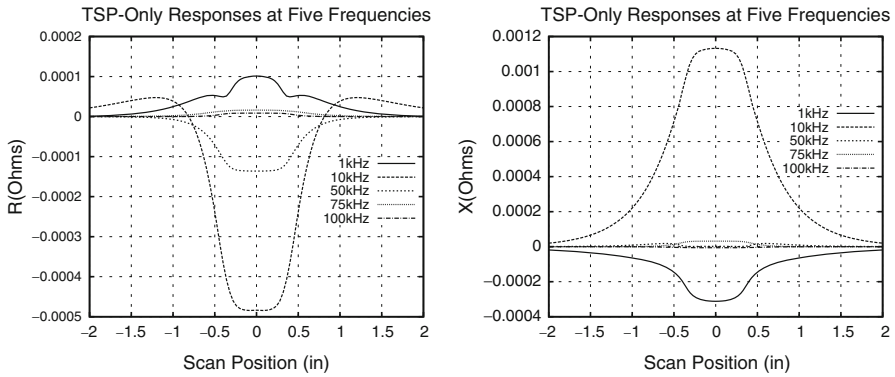 TSP-Only Responses at Five Frequencies
0.0002
0.0001
0
−0.0001
−0.0002
−0.0003
−0.0004
−0.0005
R(Ohms)
1kHz
10kHz
50kHz
75kHz
100kHz
−2 −1.5 −1 −0.5 0 0.5 1 1.5 2
Scan Position (in)
TSP-Only Responses at Five Frequencies
0.0012
0.001
0.0008
0.0006
0.0004
0.0002
0
−0.0002
−0.0004
X(Ohms)
1kHz
10kHz
50kHz
75kHz
100kHz
−2 −1.5 −1 −0.5 0 0.5 1 1.5 2
Scan Position (in)